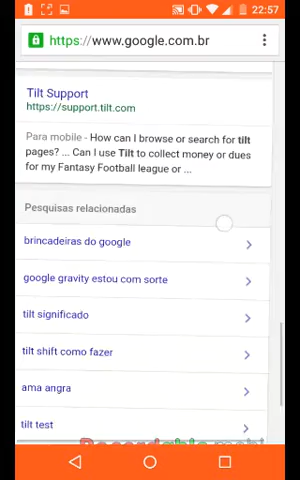 22:57
https://www.google.com.br
Tilt Support
https://support.tilt.com
Para mobile - How can I browse or search for tilt
pages? ... Can I use Tilt to collect money or dues
for my Fantasy Football league or ...
Pesquisas relacionadas
brincadeiras do google
google gravity estou com sorte
tilt significado
tilt shift como fazer
ama angra
tilt test